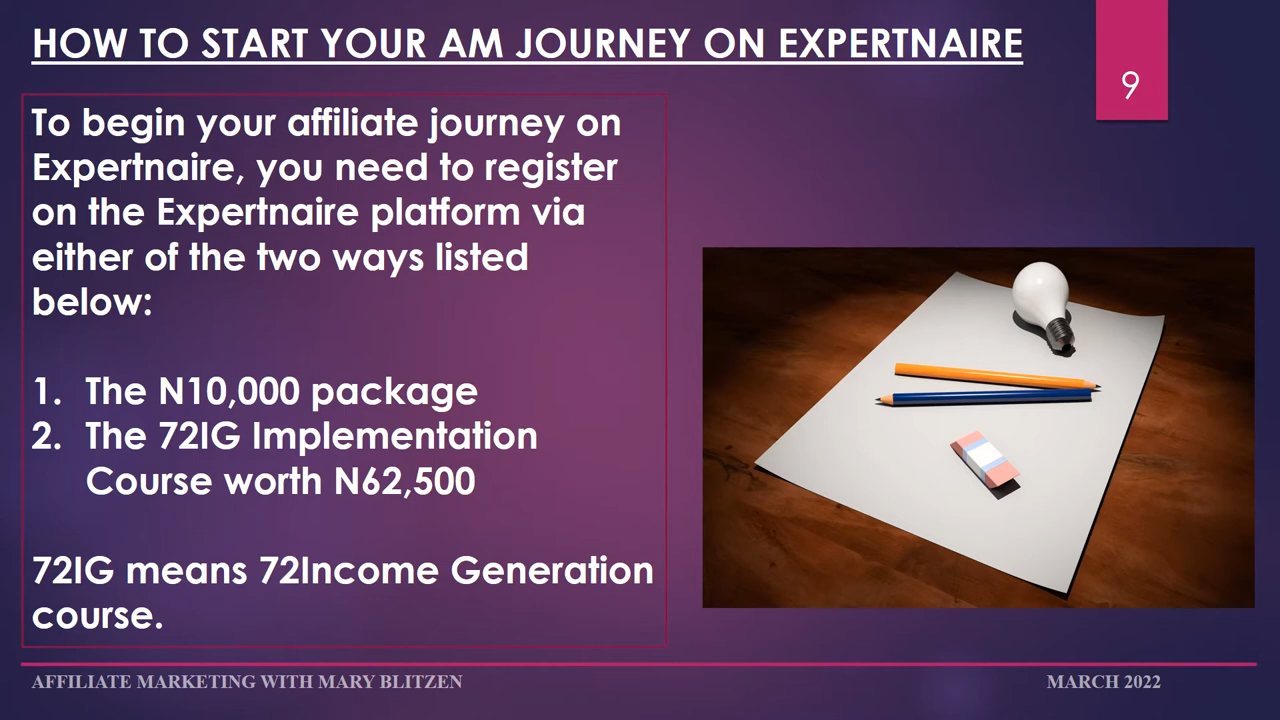 HOW TO START YOUR AM JOURNEY ON EXPERTNAIRE
9
To begin your affiliate journey on
Expertnaire, you need to register
on the Expertnaire platform via
either of the two ways listed
below:
1. The N10,000 package
2. The 72IG Implementation
Course worth N62,500
72IG means 72Income Generation
course.
AFFILIATE MARKETING WITH MARY BLITZEN
MARCH 2022